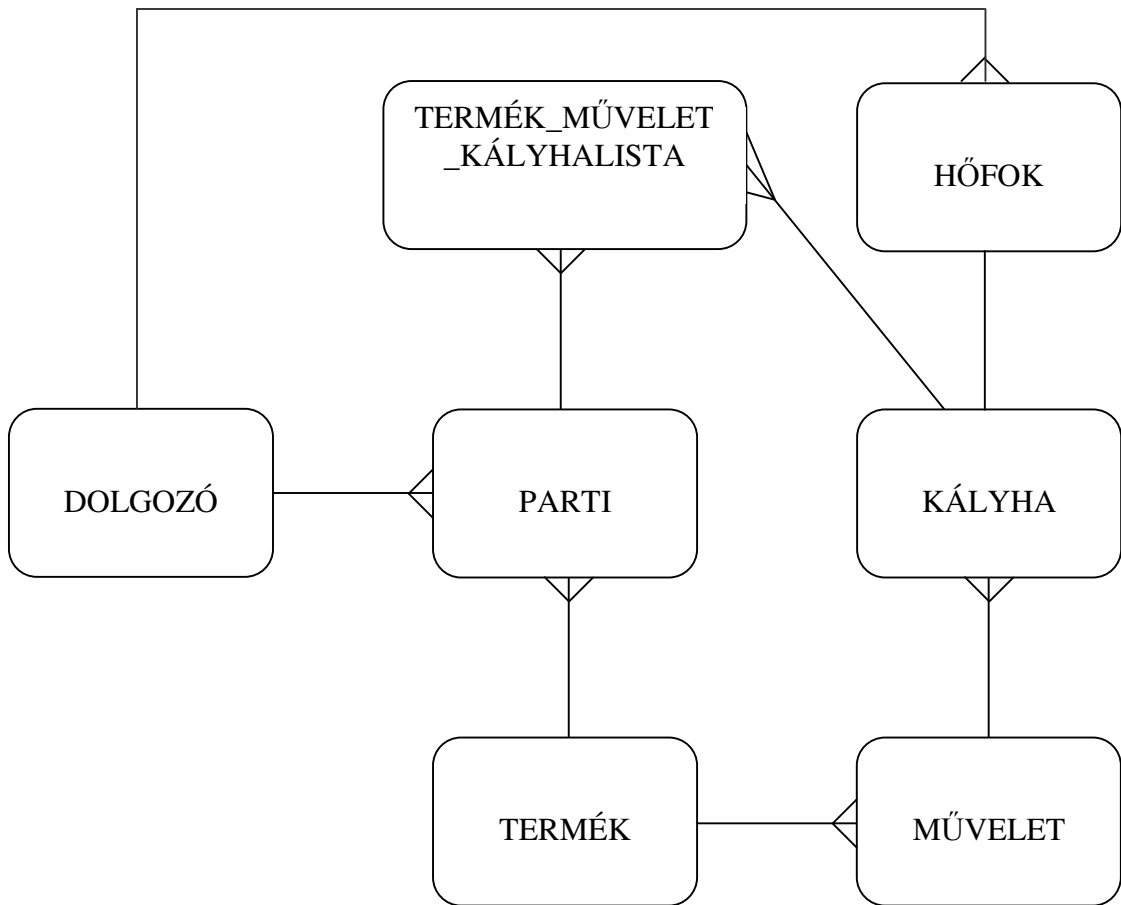 TERMÉK_MŰVELET
_KÁLYHALISTA
HŐFOK
DOLGOZÓ
PARTI
KÁLYHA
TERMÉK
MŰVELET